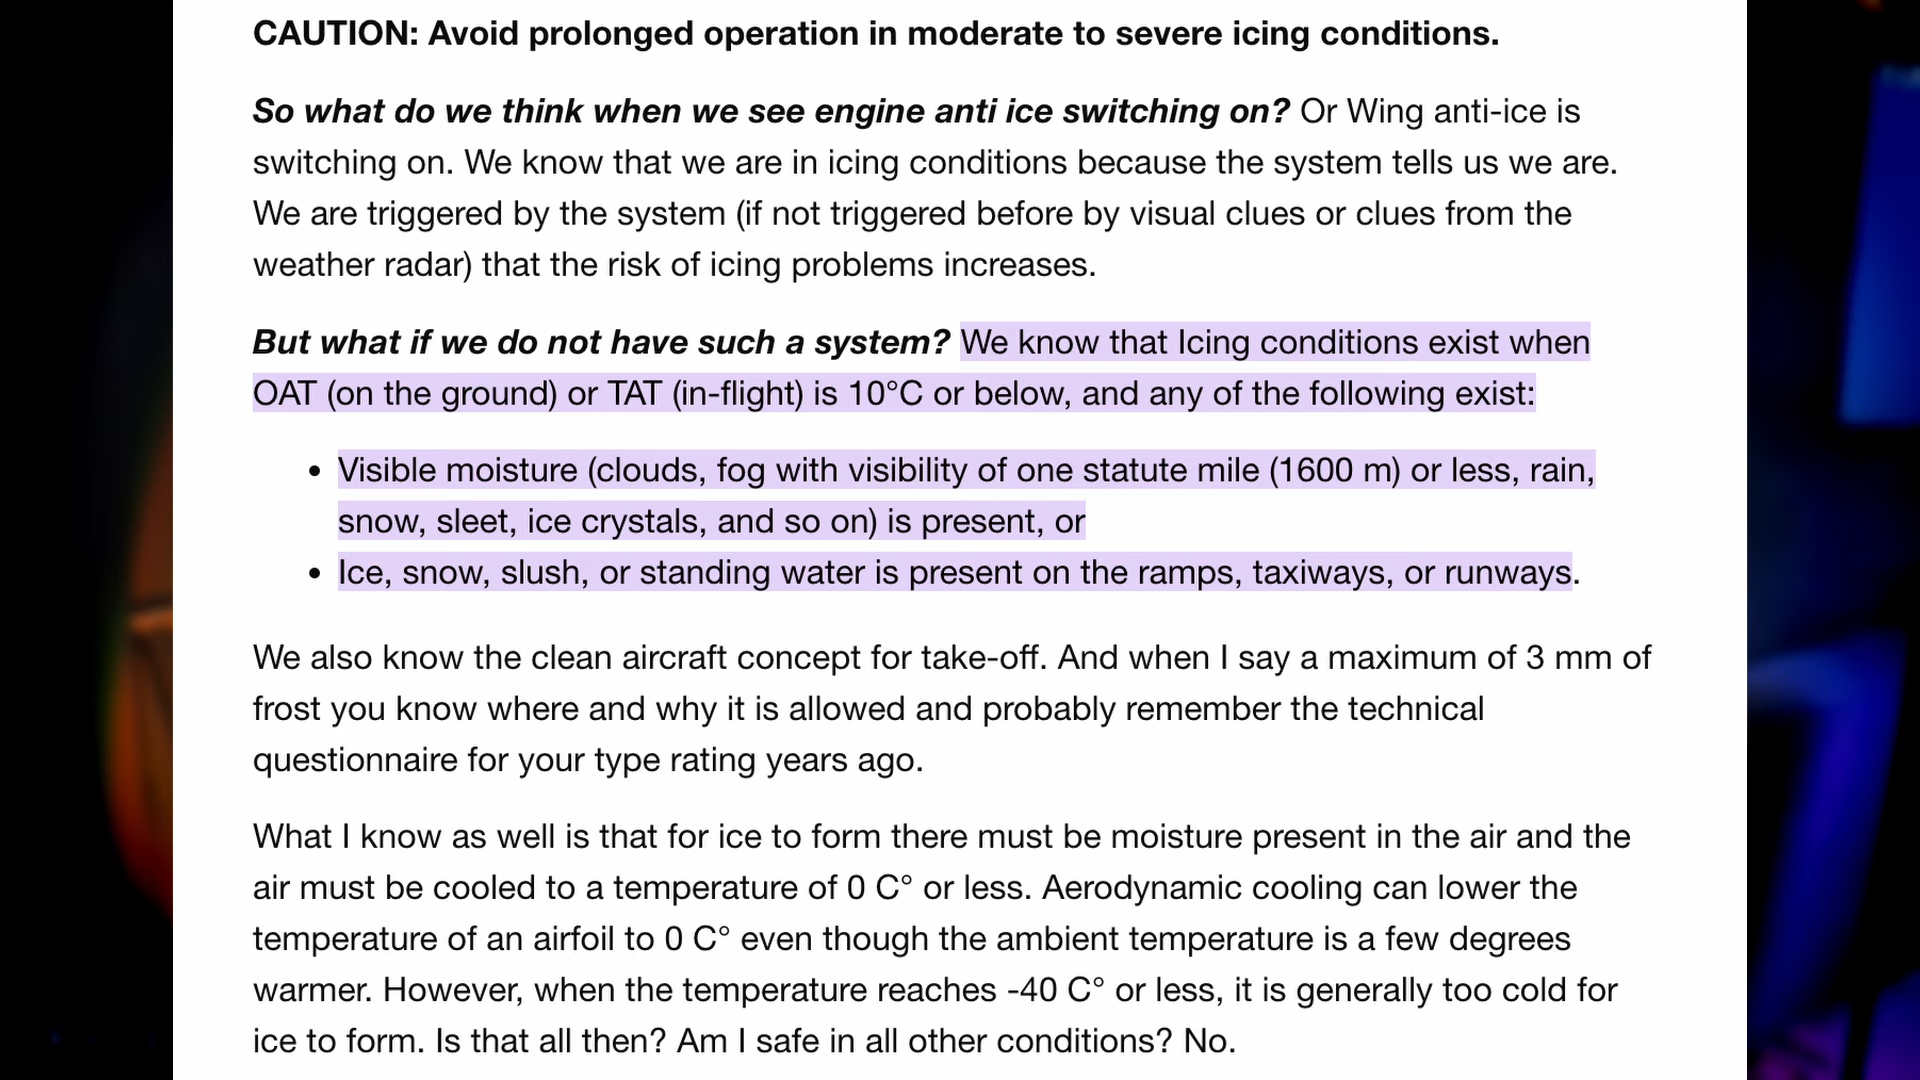 CAUTION: Avoid prolonged operation in moderate to severe icing conditions.
So what do we think when we see engine anti ice switching on? Or Wing anti-ice is
switching on. We know that we are in icing conditions because the system tells us we are.
We are triggered by the system (if not triggered before by visual clues or clues from the
weather radar) that the risk of icing problems increases.
But what if we do not have such a system? We know that Icing conditions exist when
OAT (on the ground) or TAT (in-flight) is 10°C or below, and any of the following exist:
• Visible moisture (clouds, fog with visibility of one statute mile (1600 m) or less, rain,
snow, sleet, ice crystals, and so on) is present, or
• Ice, snow, slush, or standing water is present on the ramps, taxiways, or runways.
We also know the clean aircraft concept for take-off. And when I say a maximum of 3 mm of
frost you know where and why it is allowed and probably remember the technical
questionnaire for your type rating years ago.
What I know as well is that for ice to form there must be moisture present in the air and the
air must be cooled to a temperature of 0 C° or less. Aerodynamic cooling can lower the
temperature of an airfoil to 0 C° even though the ambient temperature is a few degrees
warmer. However, when the temperature reaches -40 C° or less, it is generally too cold for
ice to form. Is that all then? Am I safe in all other conditions? No.